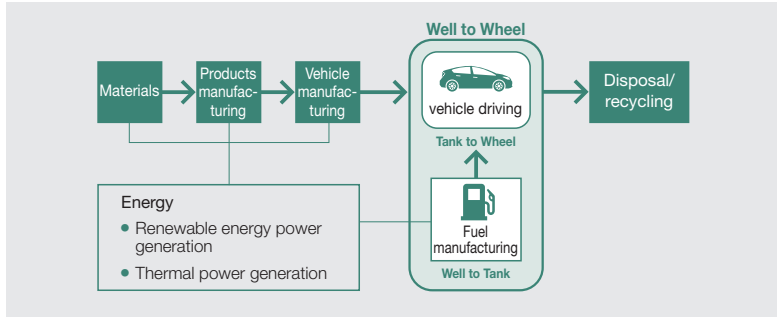 Well to Wheel
Materials
Products
manufac-
turing
Vehicle
manufac-
turing
vehicle driving
Tank to Wheel
Disposal/
recycling
Energy
• Renewable energy power
generation
• Thermal power generation
Fuel
manufacturing
Well to Tank